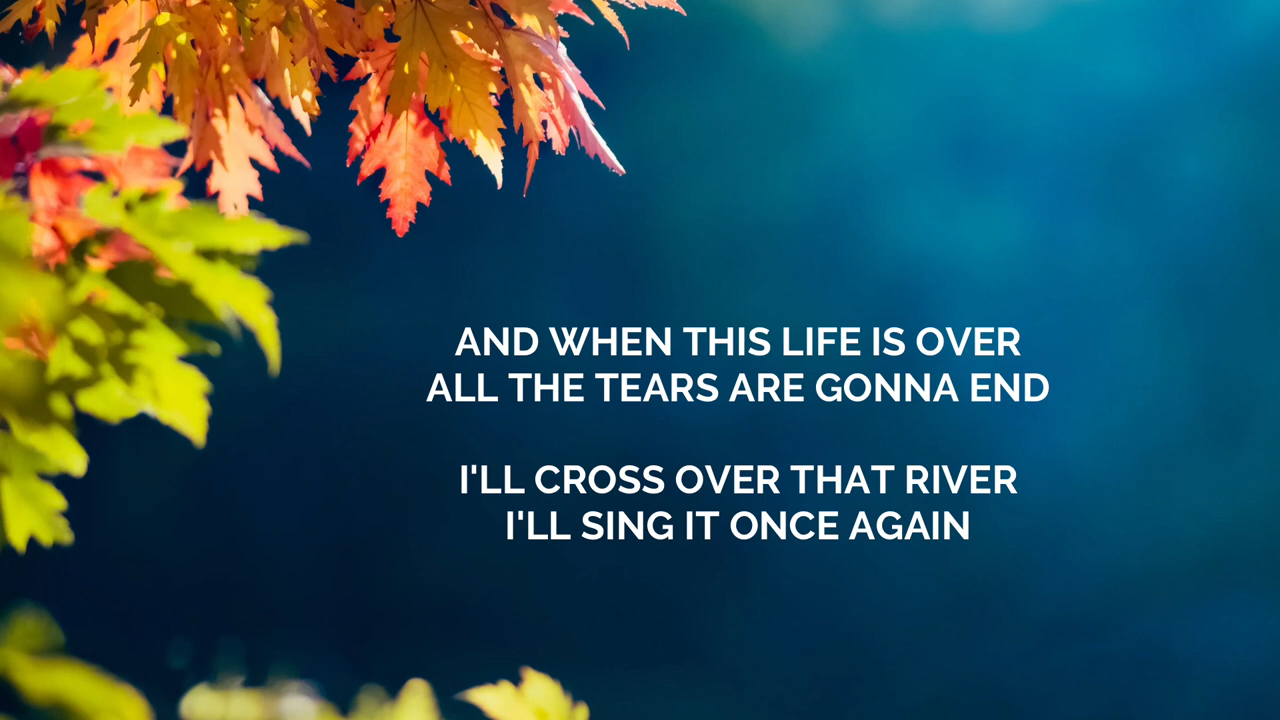 AND WHEN THIS LIFE IS OVER
ALL THE TEARS ARE GONNA END
I'LL CROSS OVER THAT RIVER
I'LL SING IT ONCE AGAIN